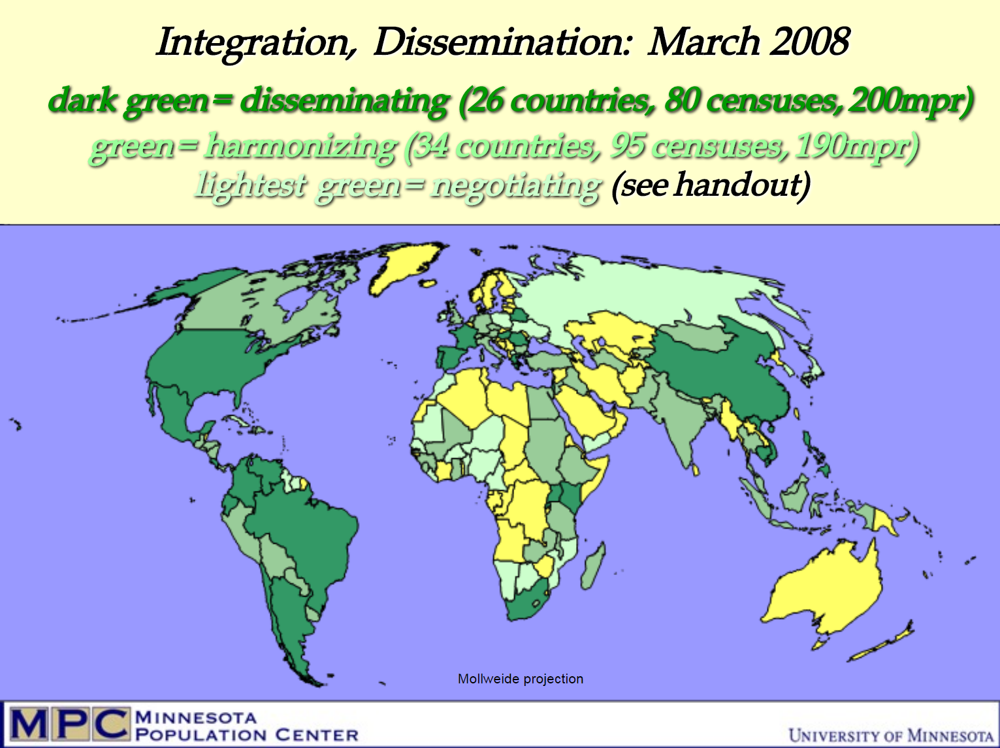 Integration, Dissemination: March 2008
dark green = disseminating (26 countries, 80 censuses, 200mpr)
green = harmonizing (34 countries, 95 censuses, 190mpr)
lightest green = negotiating (see handout)
Mollweide projection
MPC MINNESOTA
POPULATION CENTER
UNIVERSITY OF MINNESOTA